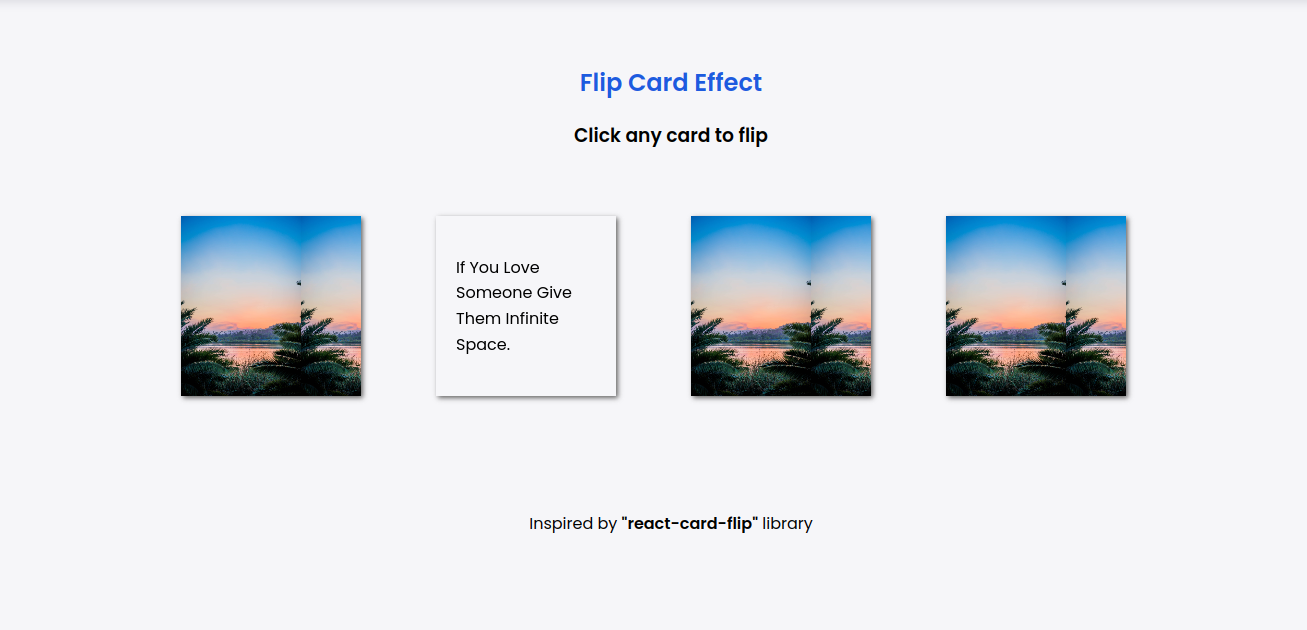 Flip Card Effect
Click any card to flip
If You Love
Someone Give
Them Infinite
Space.
Inspired by "react-card-flip" library